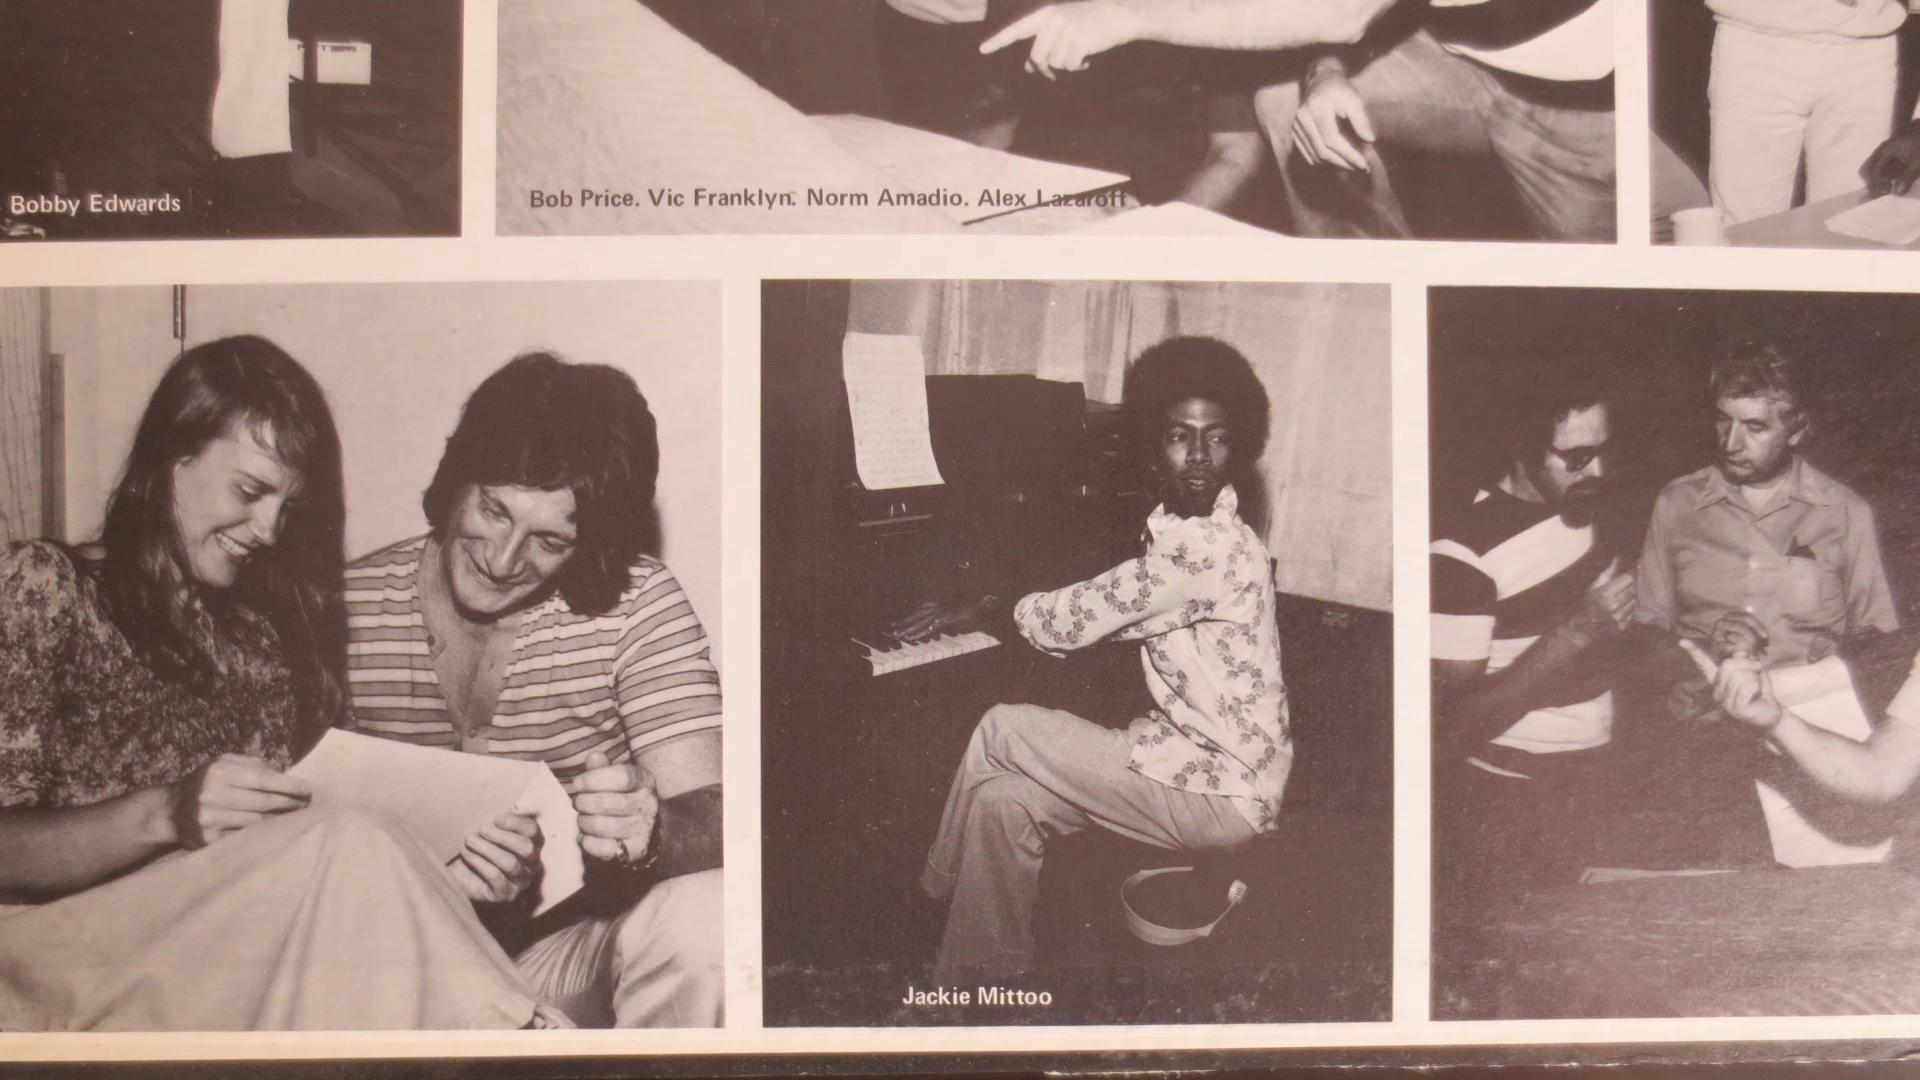 Bobby Edwards
Bob Price. Vic Franklyn. Norm Amadio. Alex Lazaroff
Jackie Mittoo